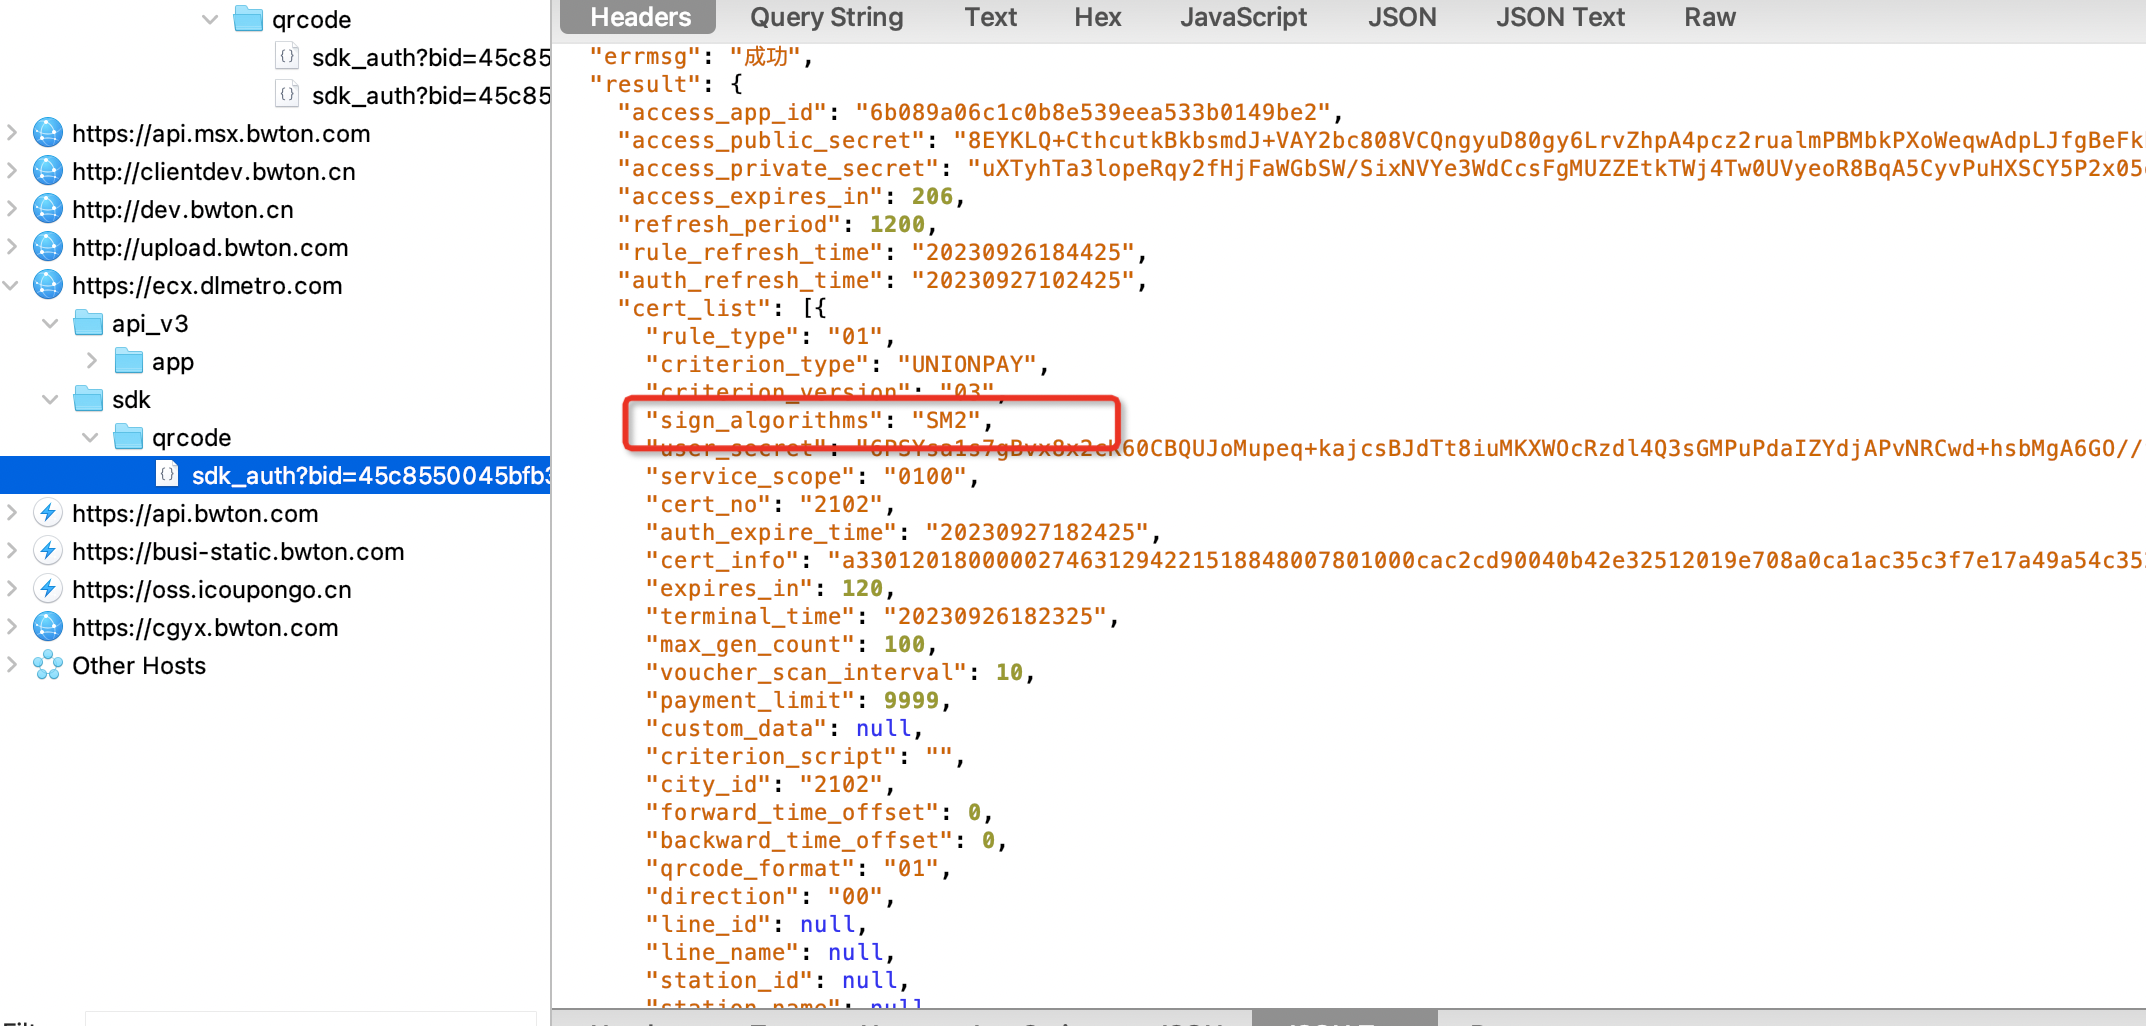 qrcode
sdk_auth?bid=45c85
sdk_auth?bid=45c85
https://api.msx.bwton.com
http://clientdev.bwton.cn
http://dev.bwton.cn
http://upload.bwton.com
https://ecx.dlmetro.com
api_v3
app
sdk
qrcode
sdk_auth?bid=45c8550045bfb3
https://api.bwton.com
https://busi-static.bwton.com
https://oss.icoupongo.cn
https://cgyx.bwton.com
Other Hosts
Headers Query String Text Hex JavaScript JSON JSON Text Raw
"errmsg": "成功",
"result": {
"access_app_id": "6b089a06c1c0b8e539eea533b0149be2",
"access_public_secret": "8EYKLQ+CthcutkBkbsmdJ+VAY2bc808VCQngyuD80gy6LrvZhpA4pcz2rualmPBMbkPXoWeqwAdpLJfgBeFk
"access_private_secret": "uXTyhTa3lopeRqy2fHjFaWGbSW/SixNVYe3WdCcsFgMUZZEtkTWj4Tw0UVyeoR8BqA5CyvPuHXSCY5P2x05
"access_expires_in": 206,
"refresh_period": 1200,
"rule_refresh_time": "20230926184425",
"auth_refresh_time": "20230927102425",
"cert_list": [{
"rule_type": "01",
"criterion_type": "UNIONPAY",
"criterion_version": "03",
"sign_algorithms": "SM2",
"user_secret": "6PSYsa1s7gBvx8x2cK60CBQUJoMupeq+kajcsBJdTt8iuMKXWOcRzdl4Q3sGMPuPdaIZYdjAPvNRCwd+hsbMgA6GO//
"service_scope": "0100",
"cert_no": "2102",
"auth_expire_time": "20230927182425",
"cert_info": "a3301201800000274631294221518848007801000cac2cd90040b42e32512019e708a0ca1ac35c3f7e17a49a54c35
"expires_in": 120,
"terminal_time": "20230926182325",
"max_gen_count": 100,
"voucher_scan_interval": 10,
"payment_limit": 9999,
"custom_data": null,
"criterion_script": "",
"city_id": "2102",
"forward_time_offset": 0,
"backward_time_offset": 0,
"qrcode_format": "01",
"direction": "00",
"line_id": null,
"line_name": null,
"station_id": null,
"station_name": null